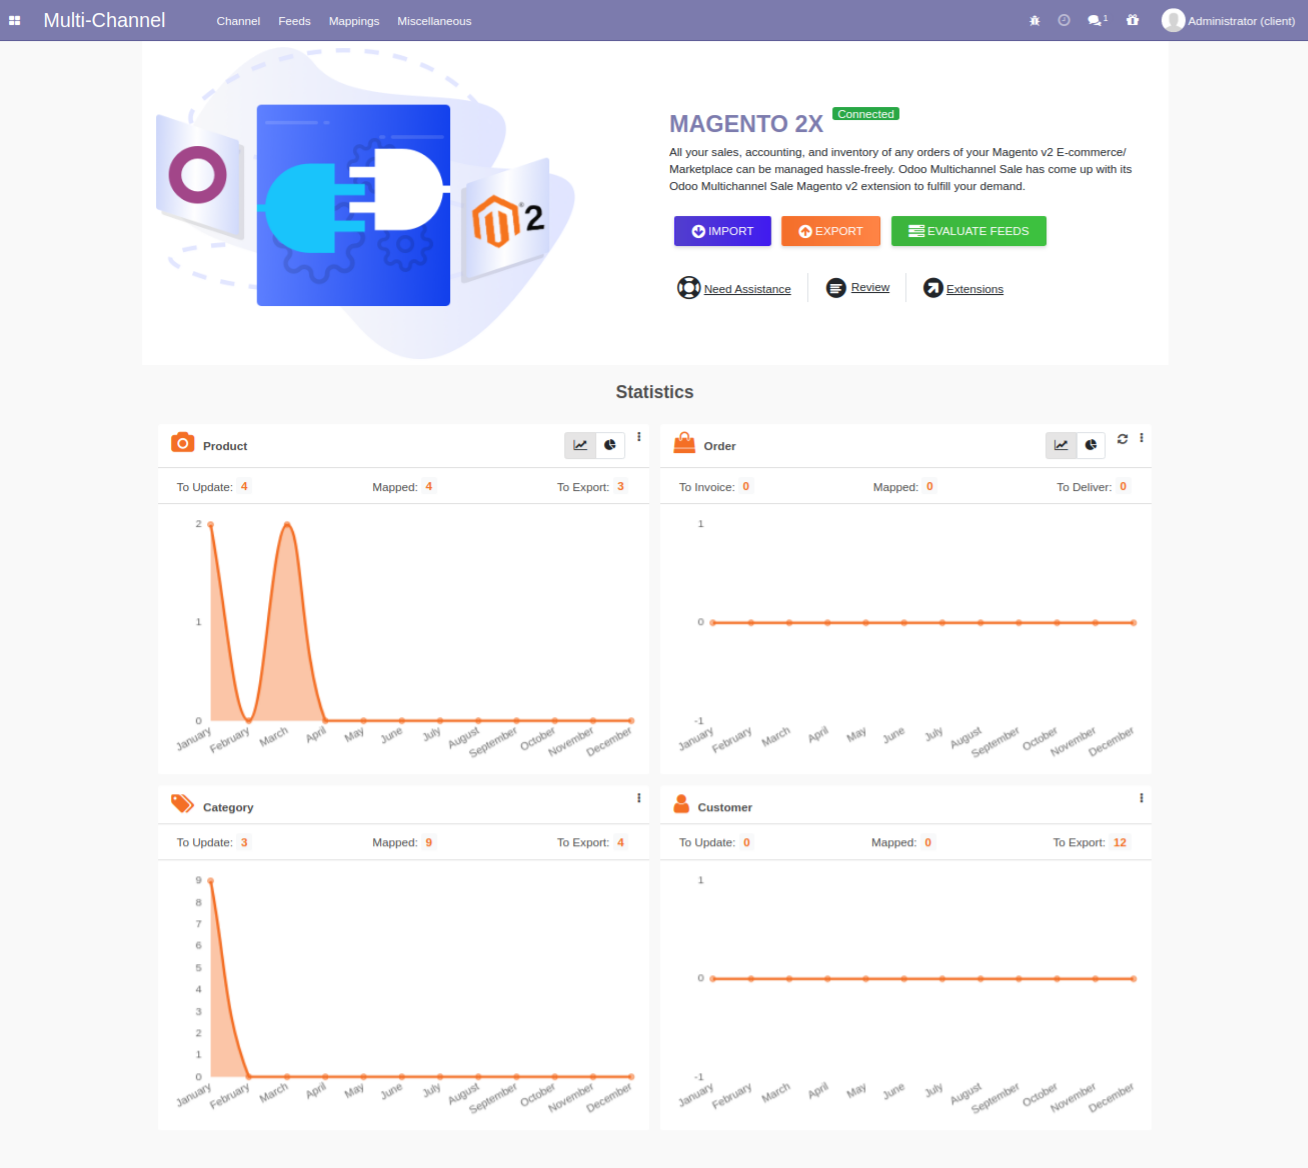 Multi-Channel
Channel Feeds Mappings Miscellaneous
1
Administrator (client)
2
MAGENTO 2X Connected
All your sales, accounting, and inventory of any orders of your Magento v2 E-commerce/
Marketplace can be managed hassle-freely. Odoo Multichannel Sale has come up with its
Odoo Multichannel Sale Magento v2 extension to fulfill your demand.
IMPORT EXPORT EVALUATE FEEDS
Need Assistance Review Extensions
Statistics
Product
To Update: 4 Mapped: 4 To Export: 3
2
1
0
January February March April May June July August September October November December
Order
To Invoice: 0 Mapped: 0 To Deliver: 0
1
0
-1
January February March April May June July August September October November December
Category
To Update: 3 Mapped: 9 To Export: 4
9
8
7
6
5
4
3
2
1
0
January February March April May June July August September October November December
Customer
To Update: 0 Mapped: 0 To Export: 12
1
0
-1
January February March April May June July August September October November December